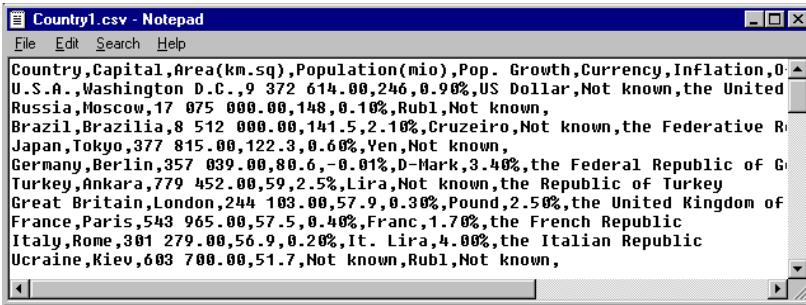 Country1.csv - Notepad
File Edit Search Help
Country,Capital,Area(km.sq),Population(mio),Pop. Growth,Currency,Inflation,O
U.S.A.,Washington D.C.,9 372 614.00,246,0.90%,US Dollar,Not known,the United
Russia,Moscow,17 075 000.00,148,0.10%,Rubl,Not known,
Brazil,Brazilia,8 512 000.00,141.5,2.10%,Cruzeiro,Not known,the Federative R
Japan,Tokyo,377 815.00,122.3,0.60%,Yen,Not known,
Germany,Berlin,357 039.00,80.6,-0.01%,D-Mark,3.40%,the Federal Republic of G
Turkey,Ankara,779 452.00,59,2.5%,Lira,Not known,the Republic of Turkey
Great Britain,London,244 103.00,57.9,0.30%,Pound,2.50%,the United Kingdom of
France,Paris,543 965.00,57.5,0.40%,Franc,1.70%,the French Republic
Italy,Rome,301 279.00,56.9,0.20%,It. Lira,4.00%,the Italian Republic
Ucraine,Kiev,603 700.00,51.7,Not known,Rubl,Not known,